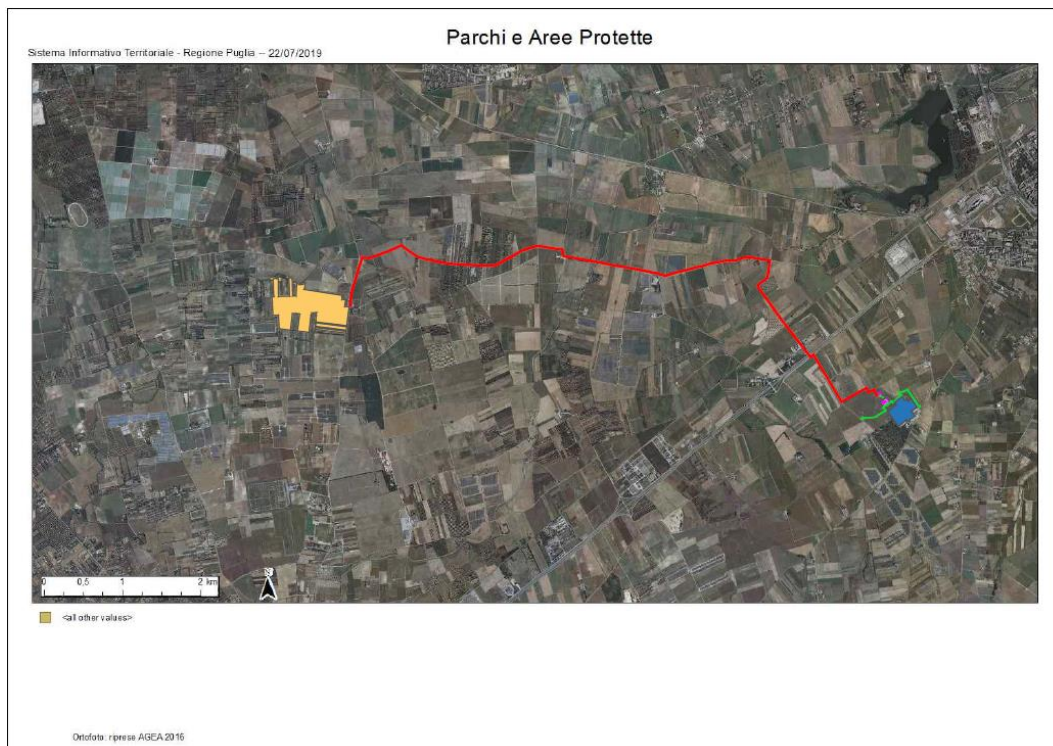 Parchi e Aree Protette
Sistema Informativo Territoriale - Regione Puglia -- 22/07/2019
0 0,5 1 2 km
<all other values>
Ortofoto: riprese AGEA 2016